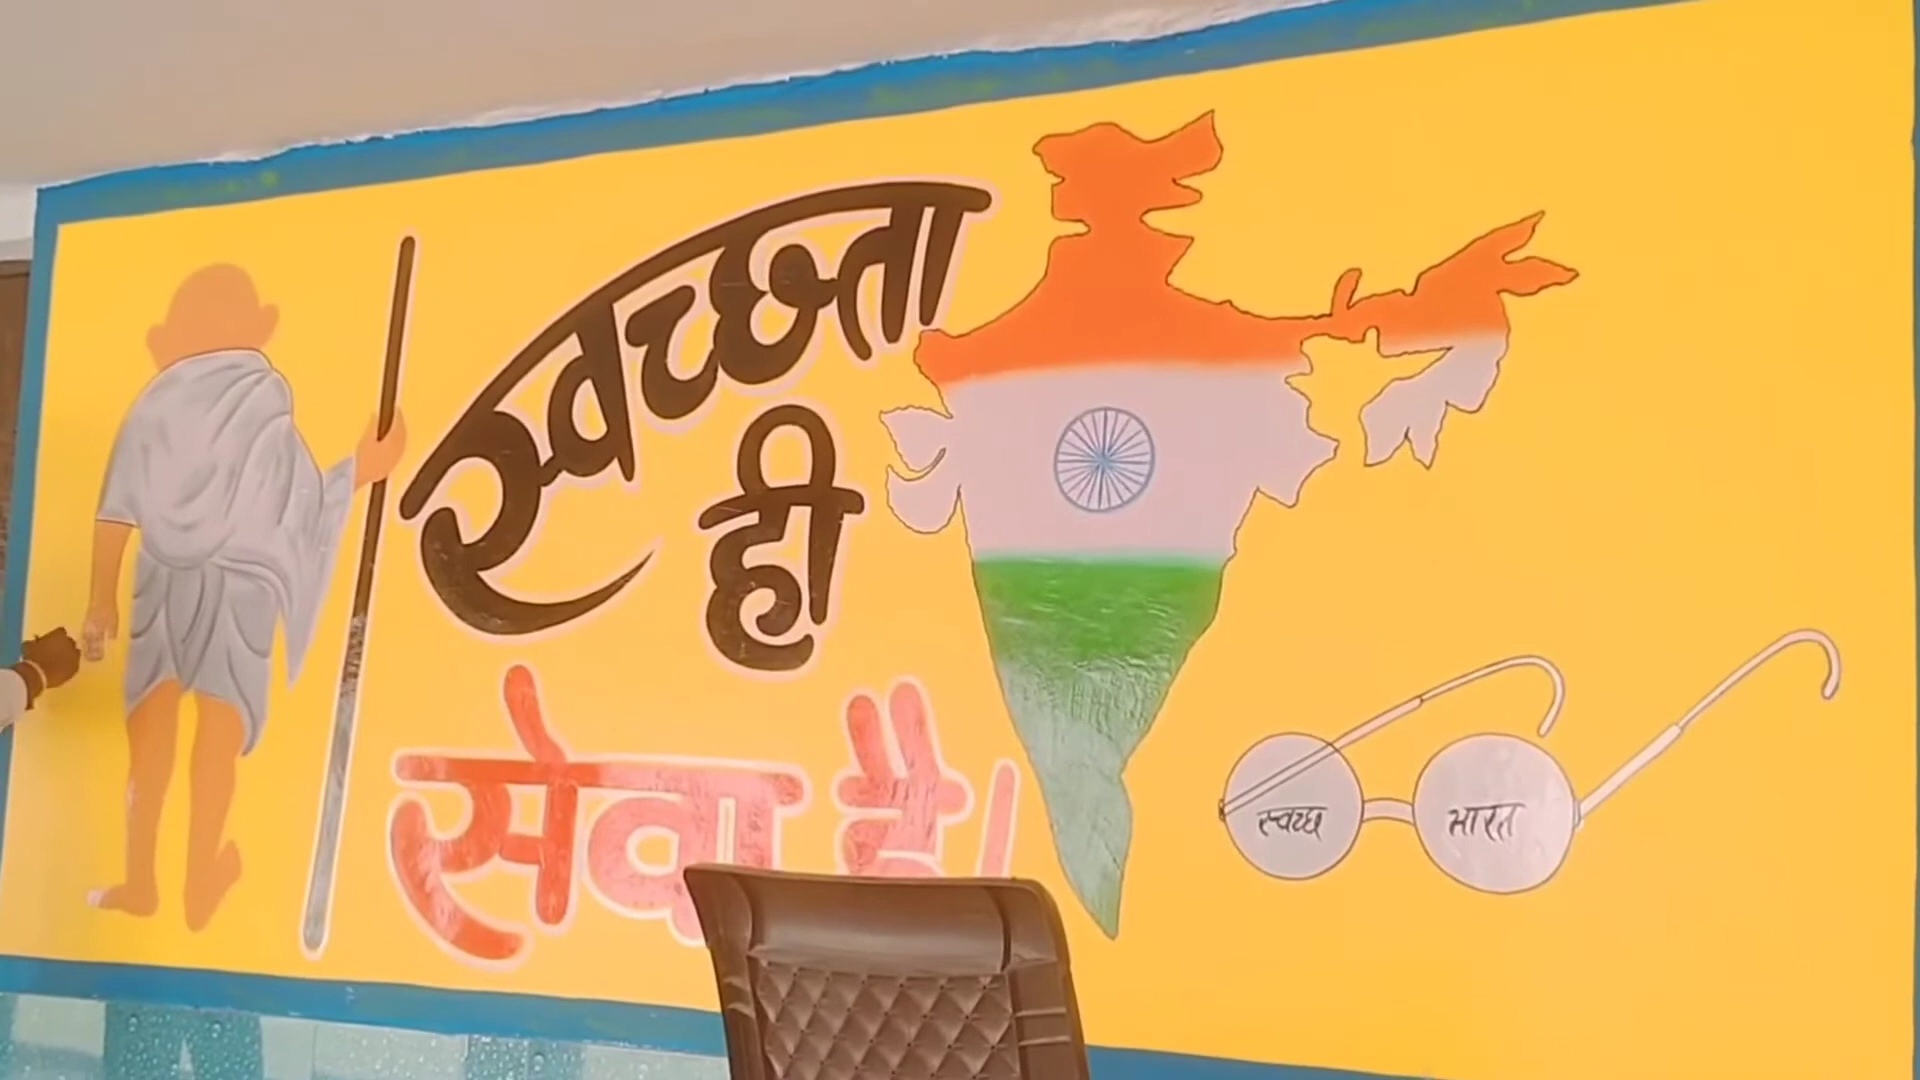 स्वच्छता
ही
सेवा है।
स्वच्छ भारत